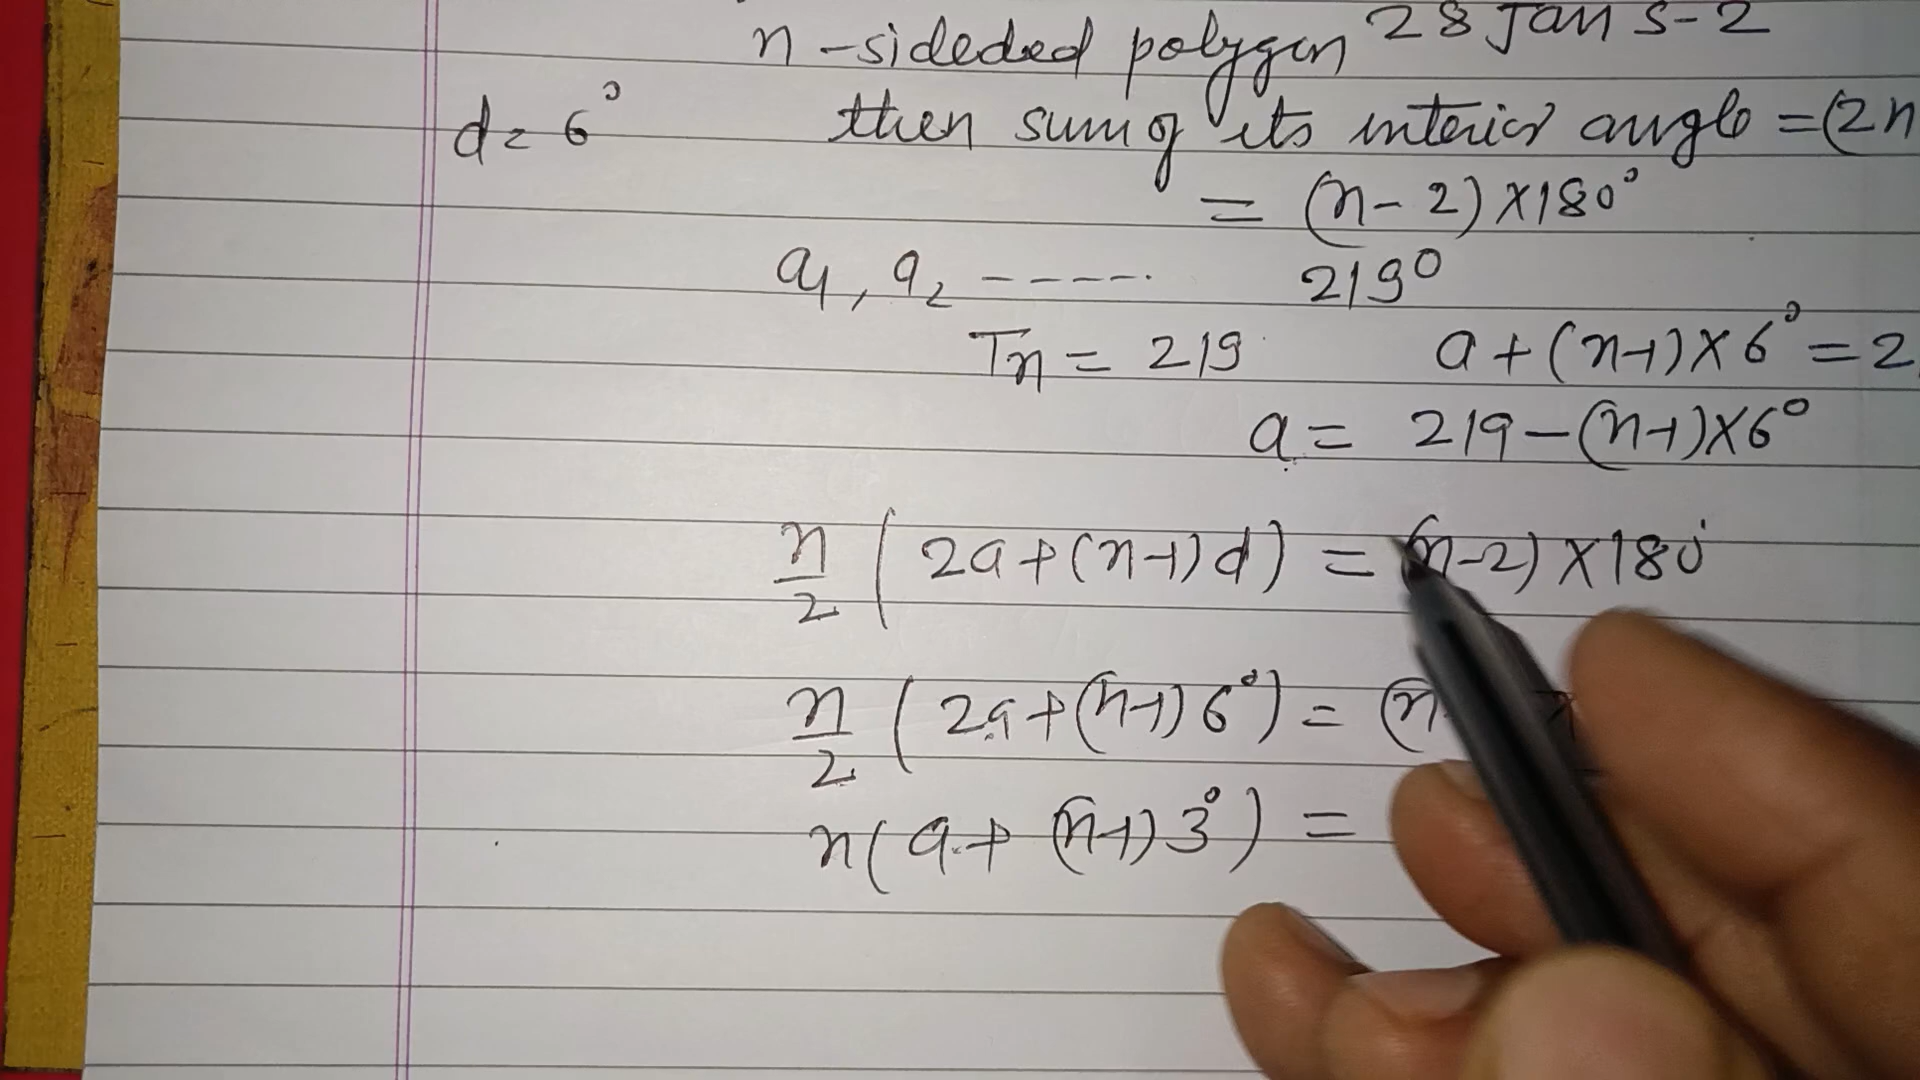 n-sideded polygon 28 Jan S-2
d = 6° then sum of its interior angle = (2n
= (n-2)×180°
a1, a2 ----- 219°
Tn = 219 a+(n-1)×6° = 2
a = 219-(n-1)×6°
n/2 (2a+(n-1)d) = (n-2)×180°
n/2 (2a+(n-1)6°) = (n
n(a+(n-1)3°) =